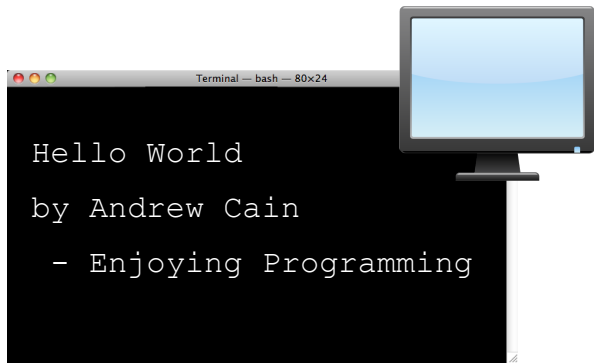 Terminal — bash — 80×24
Hello World
by Andrew Cain
- Enjoying Programming